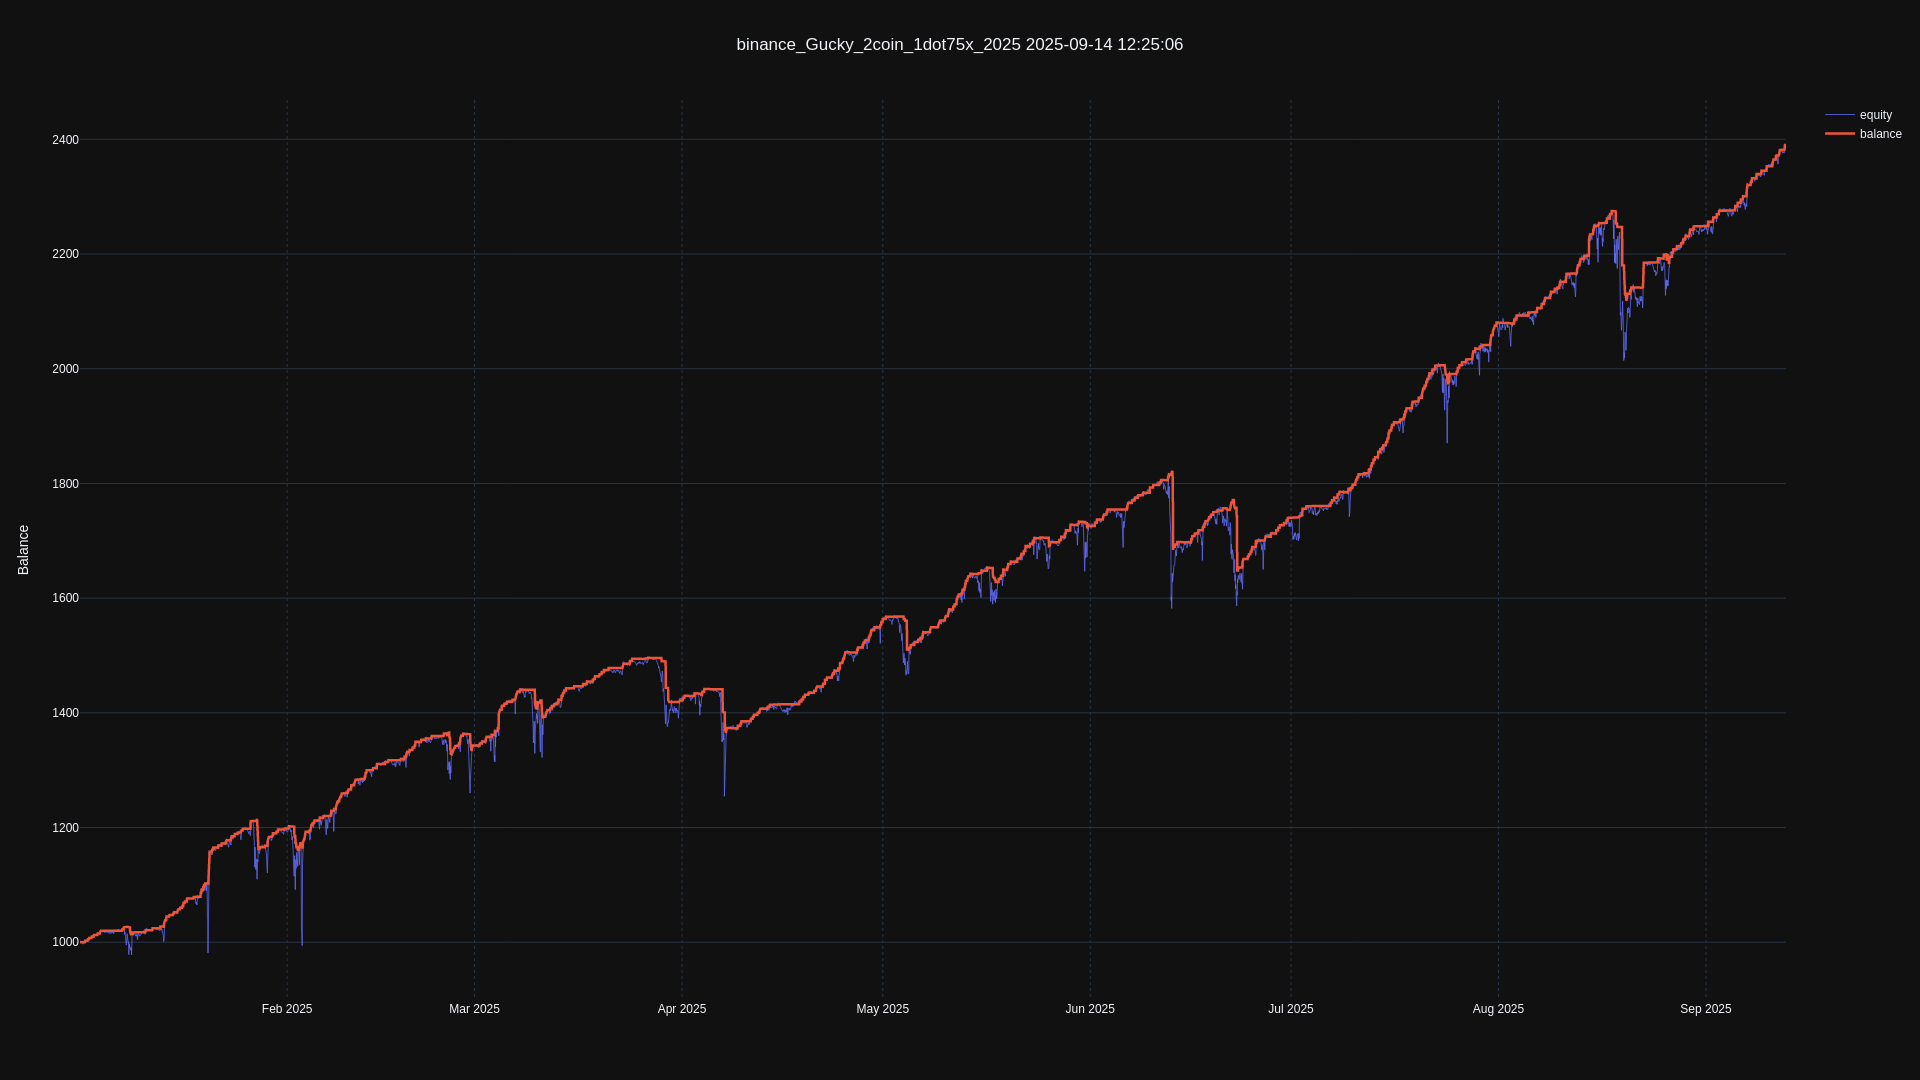 binance_Gucky_2coin_1dot75x_2025 2025-09-14 12:25:06
equity
balance
2400
2200
2000
1800
1600
1400
1200
1000
Balance
Feb 2025
Mar 2025
Apr 2025
May 2025
Jun 2025
Jul 2025
Aug 2025
Sep 2025